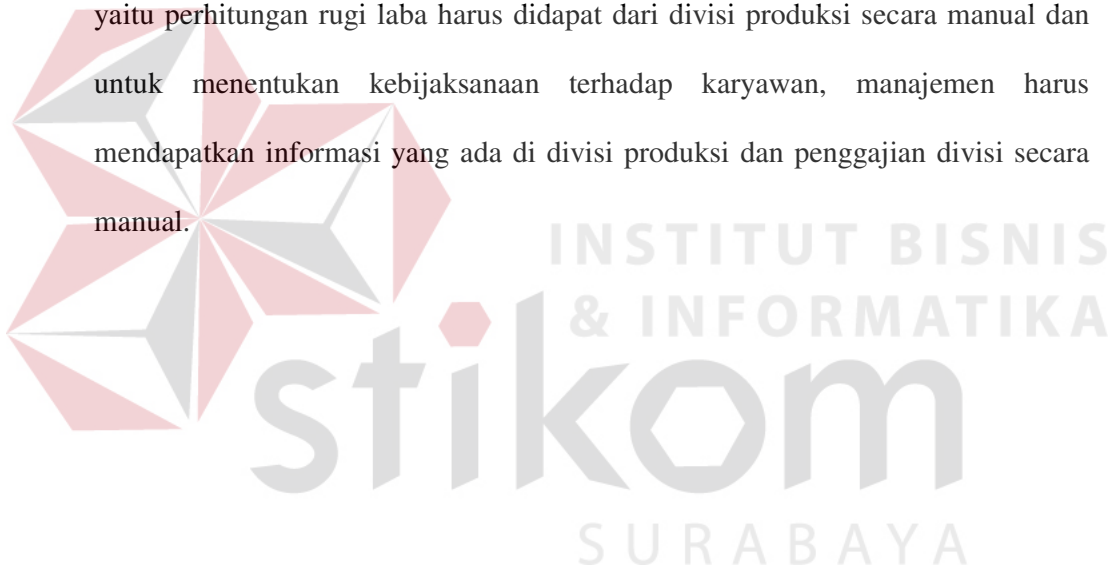 yaitu perhitungan rugi laba harus didapat dari divisi produksi secara manual dan
untuk menentukan kebijaksanaan terhadap karyawan, manajemen harus
mendapatkan informasi yang ada di divisi produksi dan penggajian divisi secara
manual.
INSTITUT BISNIS
& INFORMATIKA
stikom
SURABAYA